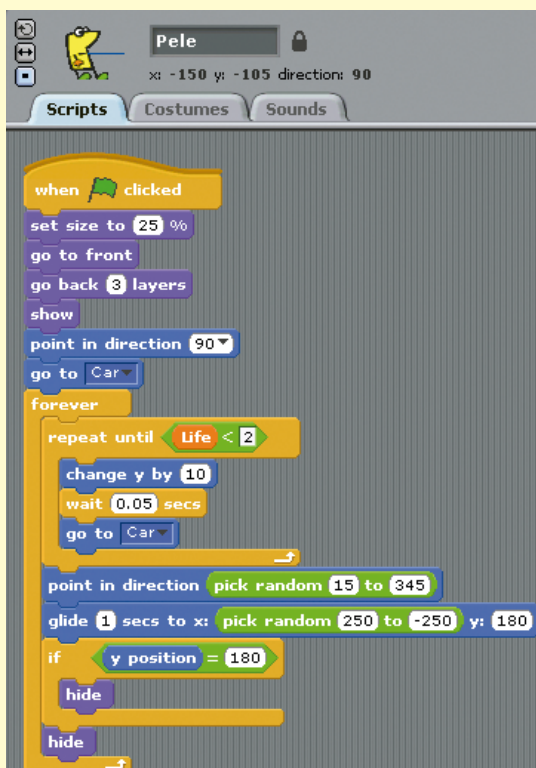 Pele
x: -150 y: -105 direction: 90
Scripts Costumes Sounds
when clicked
set size to 25 %
go to front
go back 3 layers
show
point in direction 90
go to Car
forever
repeat until Life < 2
change y by 10
wait 0.05 secs
go to Car
point in direction pick random 15 to 345
glide 1 secs to x: pick random 250 to -250 y: 180
if y position = 180
hide
hide